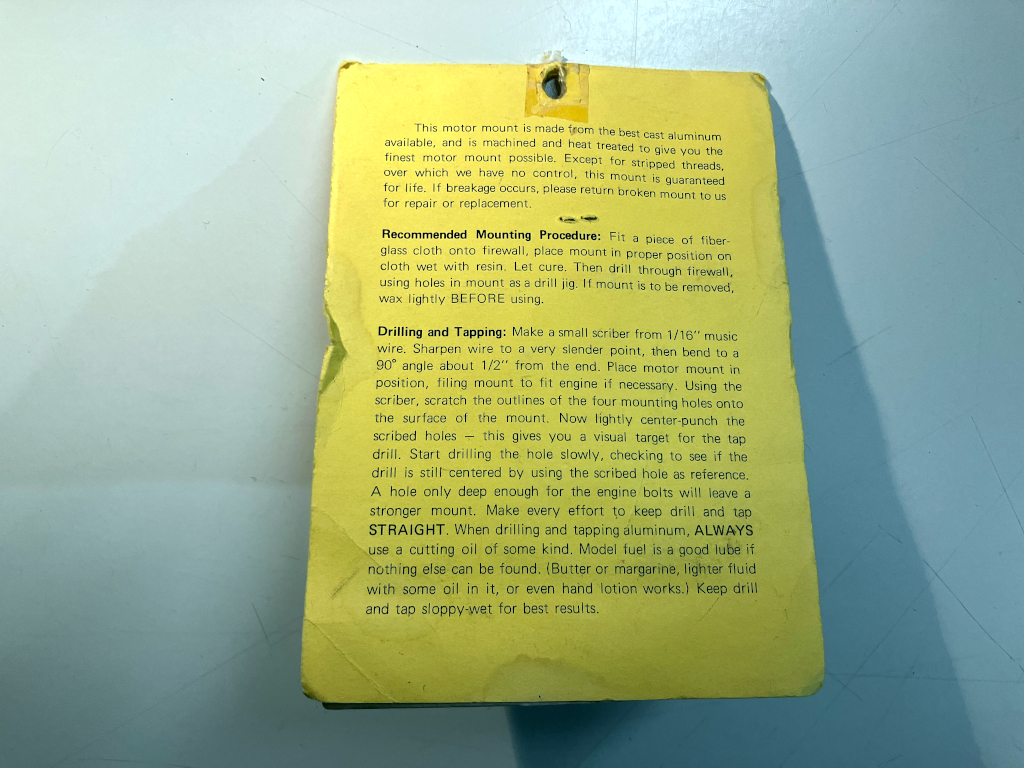 This motor mount is made from the best cast aluminum
available, and is machined and heat treated to give you the
finest motor mount possible. Except for stripped threads,
over which we have no control, this mount is guaranteed
for life. If breakage occurs, please return broken mount to us
for repair or replacement.
Recommended Mounting Procedure: Fit a piece of fiber-
glass cloth onto firewall, place mount in proper position on
cloth wet with resin. Let cure. Then drill through firewall,
using holes in mount as a drill jig. If mount is to be removed,
wax lightly BEFORE using.
Drilling and Tapping: Make a small scriber from 1/16" music
wire. Sharpen wire to a very slender point, then bend to a
90° angle about 1/2" from the end. Place motor mount in
position, filing mount to fit engine if necessary. Using the
scriber, scratch the outlines of the four mounting holes onto
the surface of the mount. Now lightly center-punch the
scribed holes — this gives you a visual target for the tap
drill. Start drilling the hole slowly, checking to see if the
drill is still centered by using the scribed hole as reference.
A hole only deep enough for the engine bolts will leave a
stronger mount. Make every effort to keep drill and tap
STRAIGHT. When drilling and tapping aluminum, ALWAYS
use a cutting oil of some kind. Model fuel is a good lube if
nothing else can be found. (Butter or margarine, lighter fluid
with some oil in it, or even hand lotion works.) Keep drill
and tap sloppy-wet for best results.